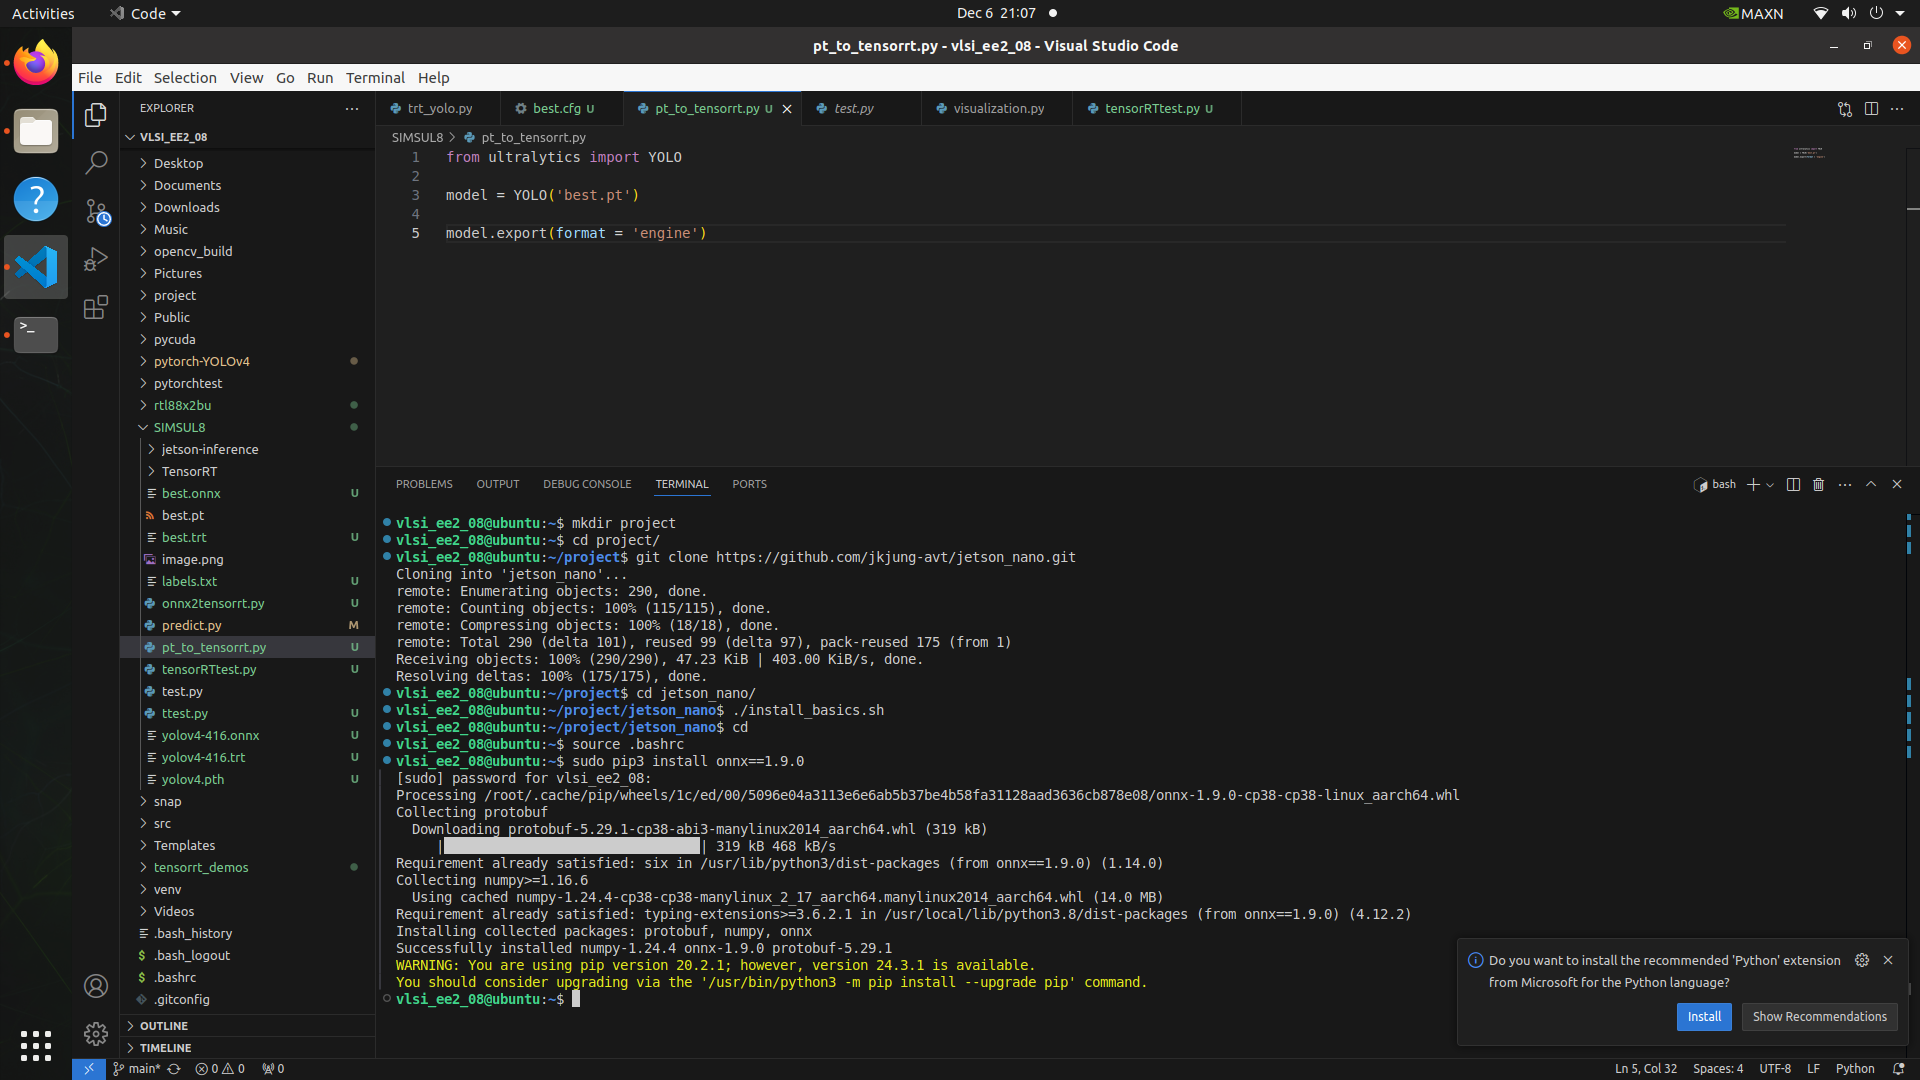 Activities
Code
Dec 6 21:07
MAXN
pt_to_tensorrt.py - vlsi_ee2_08 - Visual Studio Code
File Edit Selection View Go Run Terminal Help
EXPLORER
VLSI_EE2_08
Desktop
Documents
Downloads
Music
opencv_build
Pictures
project
Public
pycuda
pytorch-YOLOv4
pytorchtest
rtl88x2bu
SIMSUL8
jetson-inference
TensorRT
best.onnx U
best.pt
best.trt U
image.png
labels.txt U
onnx2tensorrt.py U
predict.py M
pt_to_tensorrt.py U
tensorRTtest.py U
test.py
ttest.py U
yolov4-416.onnx U
yolov4-416.trt U
yolov4.pth U
snap
src
Templates
tensorrt_demos
venv
Videos
.bash_history
$ .bash_logout
$ .bashrc
.gitconfig
OUTLINE
TIMELINE
trt_yolo.py
best.cfg U
pt_to_tensorrt.py U
test.py
visualization.py
tensorRTtest.py U
SIMSUL8 > pt_to_tensorrt.py
1 from ultralytics import YOLO
2
3 model = YOLO('best.pt')
4
5 model.export(format = 'engine')
PROBLEMS OUTPUT DEBUG CONSOLE TERMINAL PORTS
bash
vlsi_ee2_08@ubuntu:~$ mkdir project
vlsi_ee2_08@ubuntu:~$ cd project/
vlsi_ee2_08@ubuntu:~/project$ git clone https://github.com/jkjung-avt/jetson_nano.git
Cloning into 'jetson_nano'...
remote: Enumerating objects: 290, done.
remote: Counting objects: 100% (115/115), done.
remote: Compressing objects: 100% (18/18), done.
remote: Total 290 (delta 101), reused 99 (delta 97), pack-reused 175 (from 1)
Receiving objects: 100% (290/290), 47.23 KiB | 403.00 KiB/s, done.
Resolving deltas: 100% (175/175), done.
vlsi_ee2_08@ubuntu:~/project$ cd jetson_nano/
vlsi_ee2_08@ubuntu:~/project/jetson_nano$ ./install_basics.sh
vlsi_ee2_08@ubuntu:~/project/jetson_nano$ cd
vlsi_ee2_08@ubuntu:~$ source .bashrc
vlsi_ee2_08@ubuntu:~$ sudo pip3 install onnx==1.9.0
[sudo] password for vlsi_ee2_08:
Processing /root/.cache/pip/wheels/1c/ed/00/5096e04a3113e6e6ab5b37be4b58fa31128aad3636cb878e08/onnx-1.9.0-cp38-cp38-linux_aarch64.whl
Collecting protobuf
Downloading protobuf-5.29.1-cp38-abi3-manylinux2014_aarch64.whl (319 kB)
| | 319 kB 468 kB/s
Requirement already satisfied: six in /usr/lib/python3/dist-packages (from onnx==1.9.0) (1.14.0)
Collecting numpy>=1.16.6
Using cached numpy-1.24.4-cp38-cp38-manylinux_2_17_aarch64.manylinux2014_aarch64.whl (14.0 MB)
Requirement already satisfied: typing-extensions>=3.6.2.1 in /usr/local/lib/python3.8/dist-packages (from onnx==1.9.0) (4.12.2)
Installing collected packages: protobuf, numpy, onnx
Successfully installed numpy-1.24.4 onnx-1.9.0 protobuf-5.29.1
WARNING: You are using pip version 20.2.1; however, version 24.3.1 is available.
You should consider upgrading via the '/usr/bin/python3 -m pip install --upgrade pip' command.
vlsi_ee2_08@ubuntu:~$
Do you want to install the recommended 'Python' extension
from Microsoft for the Python language?
Install
Show Recommendations
main* 0 0 0
Ln 5, Col 32 Spaces: 4 UTF-8 LF Python